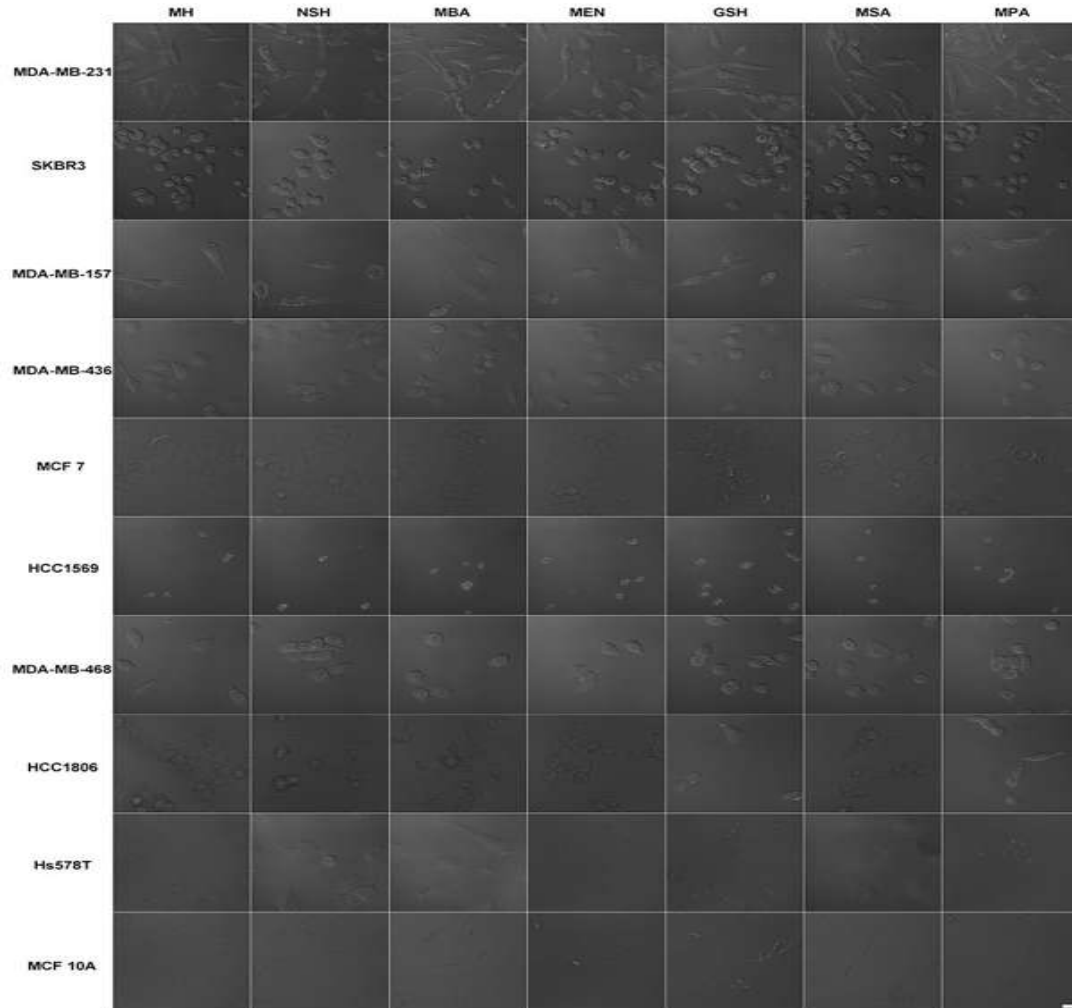 MH NSH MBA MEN GSH MSA MPA
MDA-MB-231
SKBR3
MDA-MB-157
MDA-MB-436
MCF 7
HCC1569
MDA-MB-468
HCC1806
Hs578T
MCF 10A